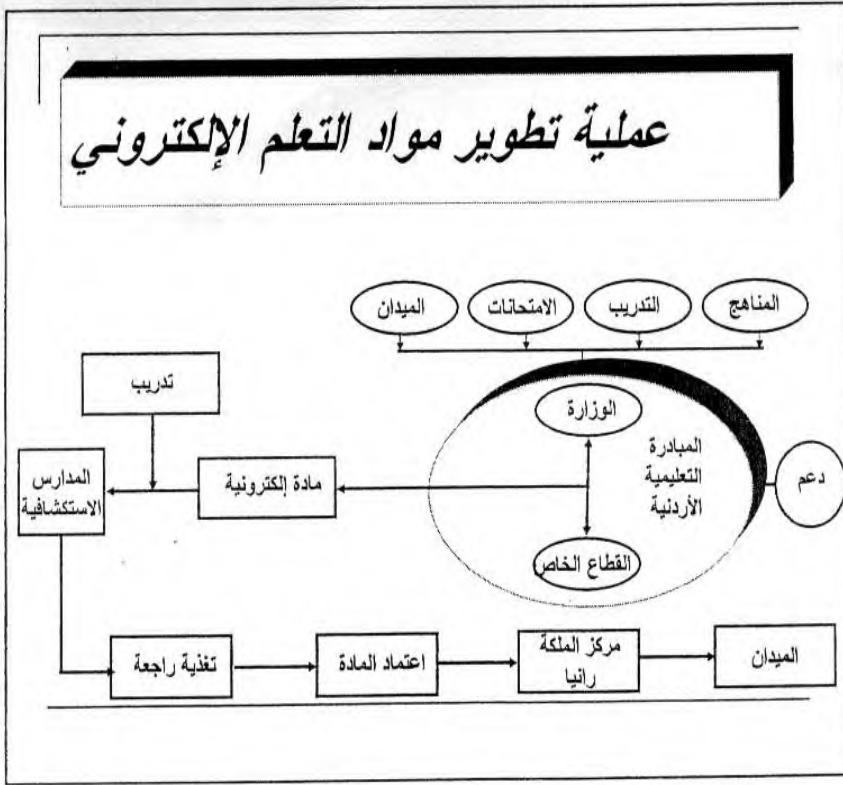 عملية تطوير مواد التعلم الإلكتروني
المناهج
التدريب
الامتحانات
الميدان
تدريب
الوزارة
المبادرة
التعليمية
الأردنية
دعم
مادة إلكترونية
المدارس
الاستكشافية
القطاع الخاص
تغذية راجعة
اعتماد المادة
مركز الملكة
رانيا
الميدان